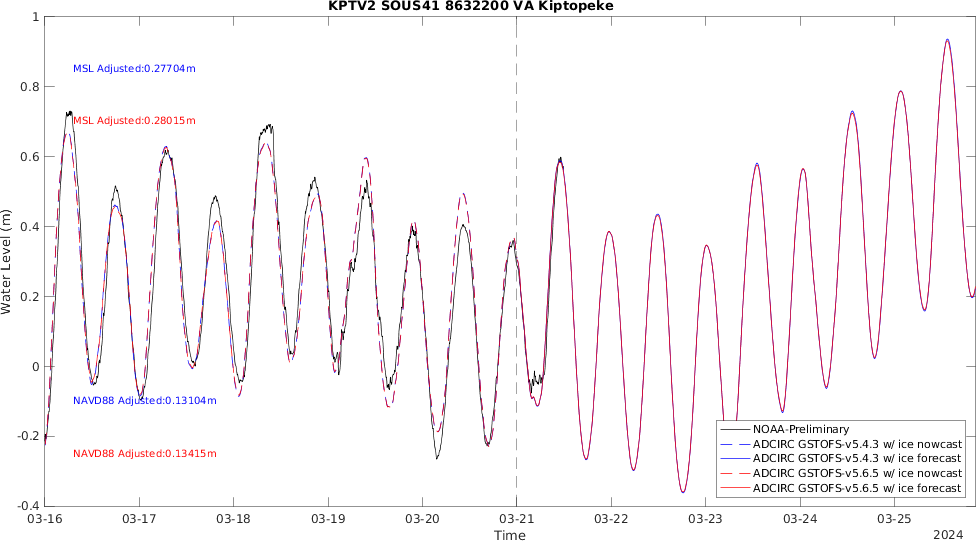 KPTV2 SOUS41 8632200 VA Kiptopeke
Water Level (m)
1
0.8
0.6
0.4
0.2
0
-0.2
-0.4
MSL Adjusted:0.27704m
MSL Adjusted:0.28015m
NAVD88 Adjusted:0.13104m
NAVD88 Adjusted:0.13415m
NOAA-Preliminary
ADCIRC GSTOFS-v5.4.3 w/ ice nowcast
ADCIRC GSTOFS-v5.4.3 w/ ice forecast
ADCIRC GSTOFS-v5.6.5 w/ ice nowcast
ADCIRC GSTOFS-v5.6.5 w/ ice forecast
03-16 03-17 03-18 03-19 03-20 03-21 03-22 03-23 03-24 03-25
Time
2024